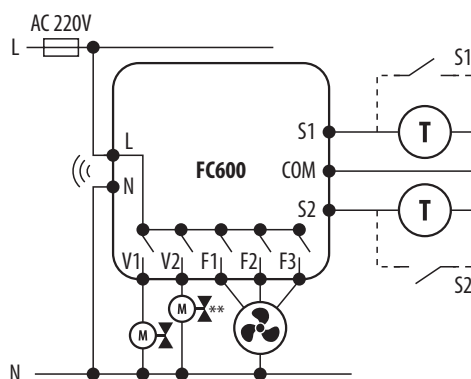 AC 220V
L
S1
L
S1
T
N
FC600
COM
S2
T
V1 V2 F1 F2 F3
S2
M **
M
N